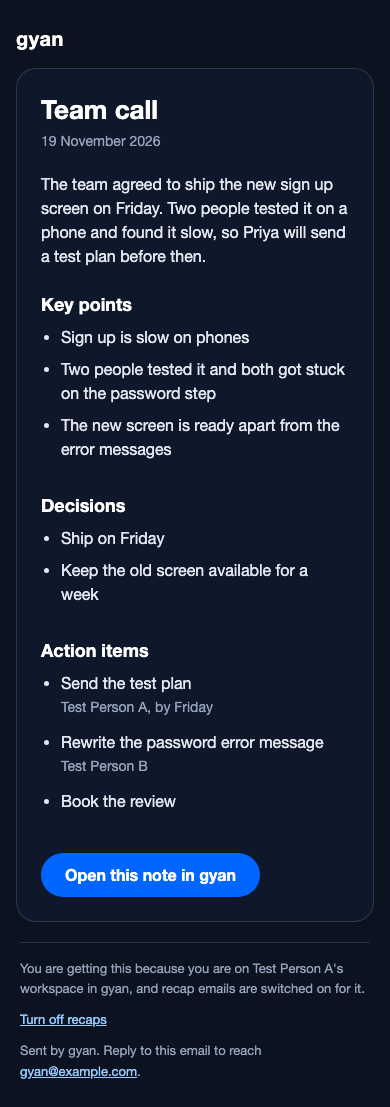 gyan
Team call
19 November 2026
The team agreed to ship the new sign up
screen on Friday. Two people tested it on a
phone and found it slow, so Priya will send
a test plan before then.
Key points
• Sign up is slow on phones
• Two people tested it and both got stuck
on the password step
• The new screen is ready apart from the
error messages
Decisions
• Ship on Friday
• Keep the old screen available for a
week
Action items
• Send the test plan
Test Person A, by Friday
• Rewrite the password error message
Test Person B
• Book the review
Open this note in gyan
You are getting this because you are on Test Person A's
workspace in gyan, and recap emails are switched on for it.
Turn off recaps
Sent by gyan. Reply to this email to reach
gyan@example.com.